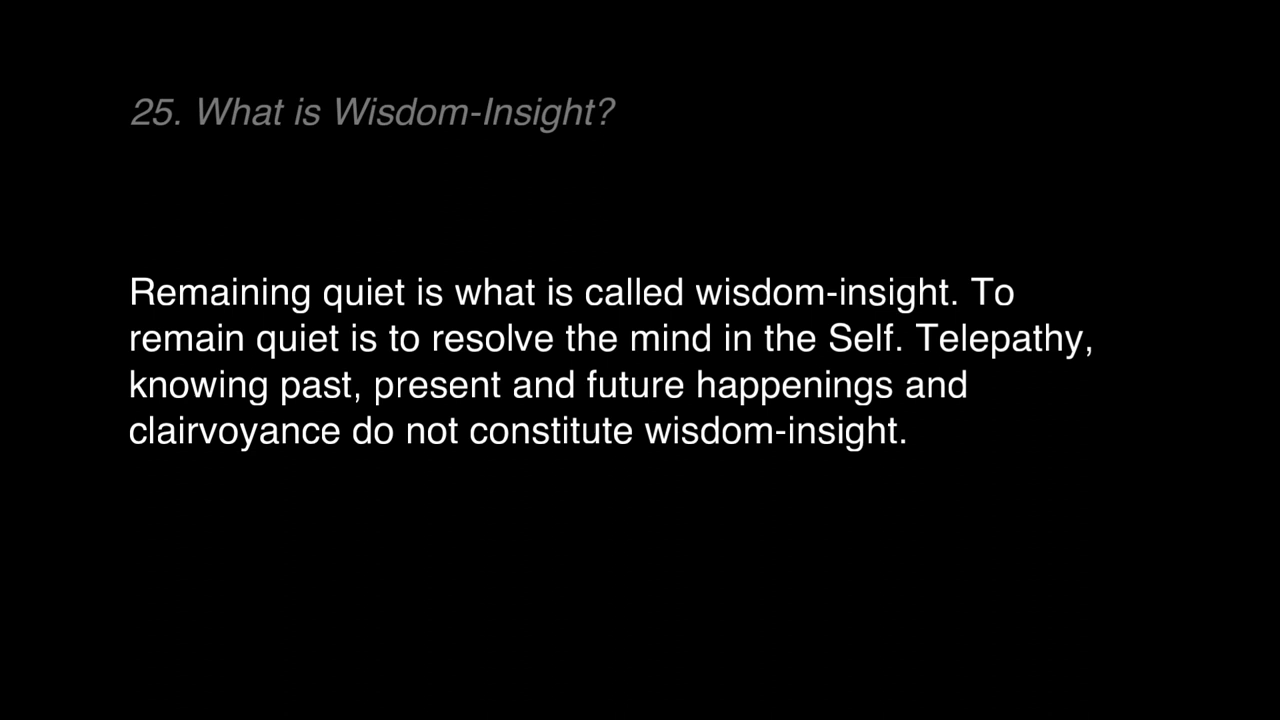 25. What is Wisdom-Insight?
Remaining quiet is what is called wisdom-insight. To
remain quiet is to resolve the mind in the Self. Telepathy,
knowing past, present and future happenings and
clairvoyance do not constitute wisdom-insight.